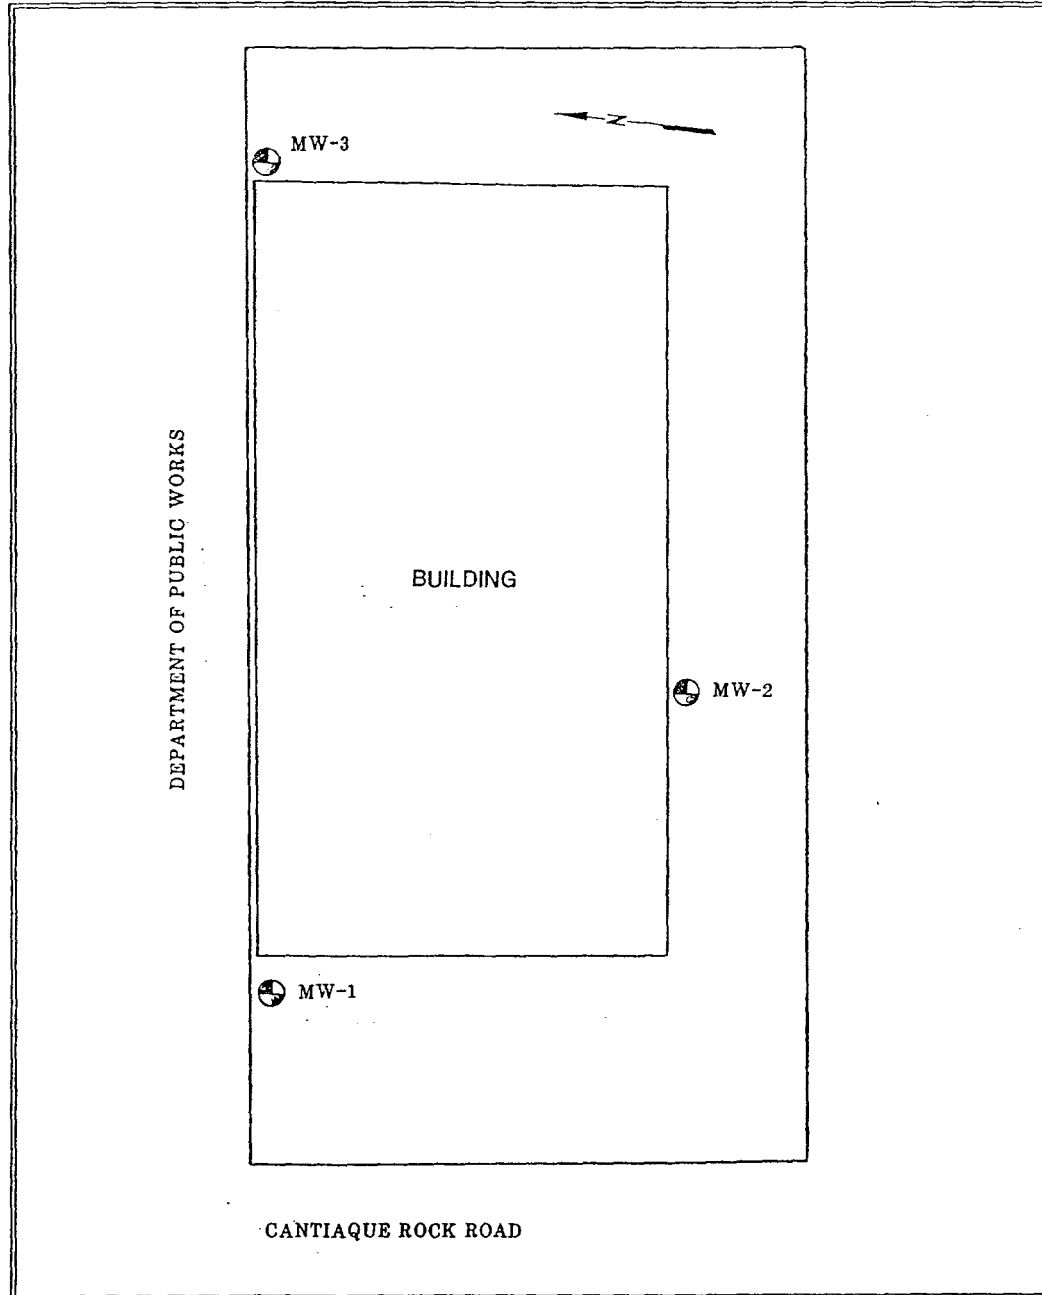 N
MW-3
DEPARTMENT OF PUBLIC WORKS
BUILDING
MW-2
MW-1
CANTIAQUE ROCK ROAD